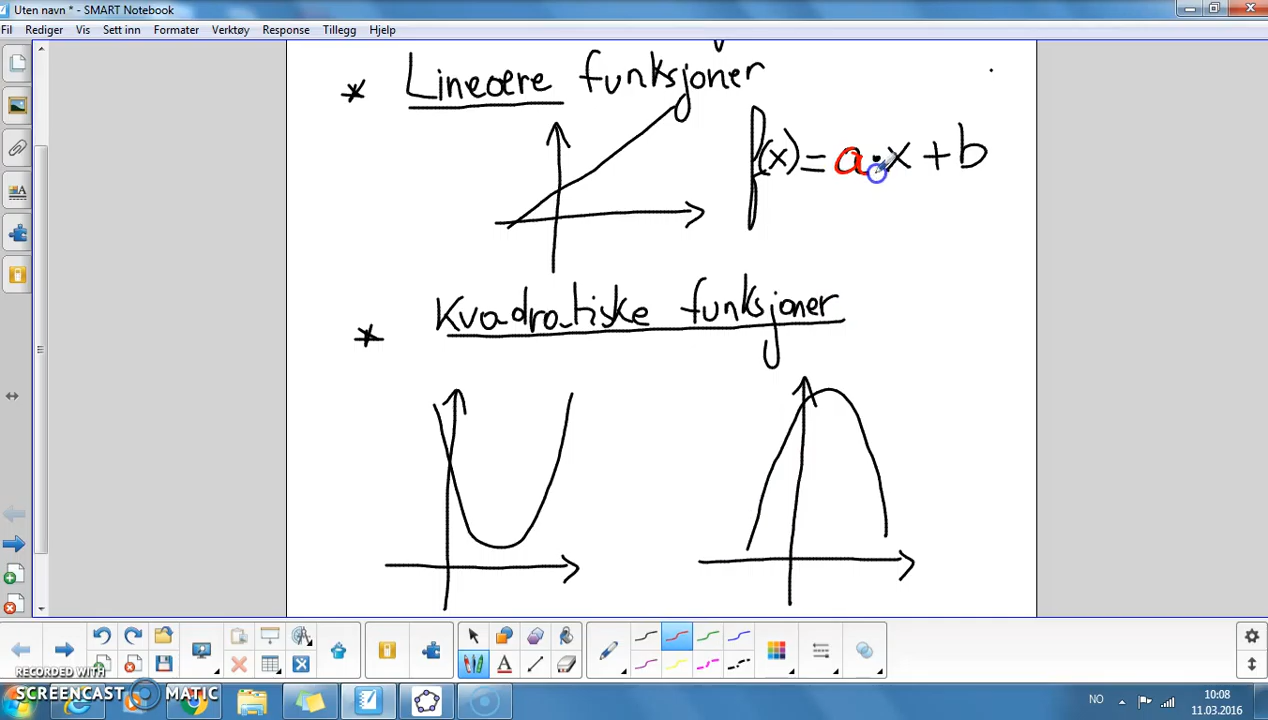 Uten navn * - SMART Notebook
Fil Rediger Vis Sett inn Formater Verktøy Response Tillegg Hjelp
* Lineære funksjoner
f(x) = a · x + b
* Kvadratiske funksjoner
RECORDED WITH
SCREENCAST MATIC
NO
10:08
11.03.2016